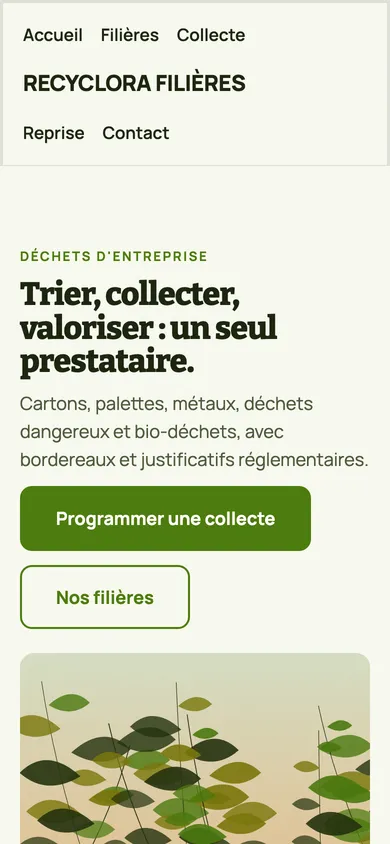 Accueil Filières Collecte
RECYCLORA FILIÈRES
Reprise Contact
DÉCHETS D'ENTREPRISE
Trier, collecter,
valoriser : un seul
prestataire.
Cartons, palettes, métaux, déchets
dangereux et bio-déchets, avec
bordereaux et justificatifs réglementaires.
Programmer une collecte
Nos filières